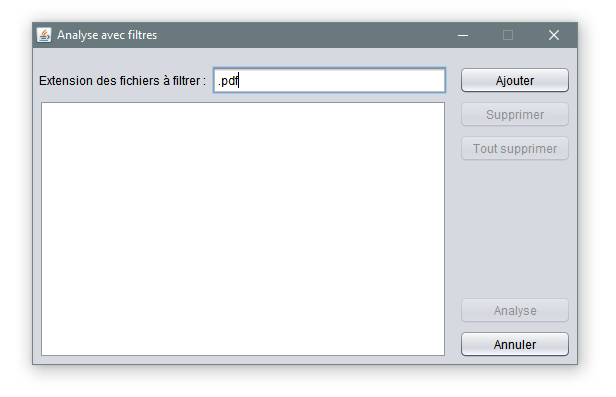 Analyse avec filtres
Extension des fichiers à filtrer : .pdf Ajouter
Supprimer
Tout supprimer
Analyse
Annuler